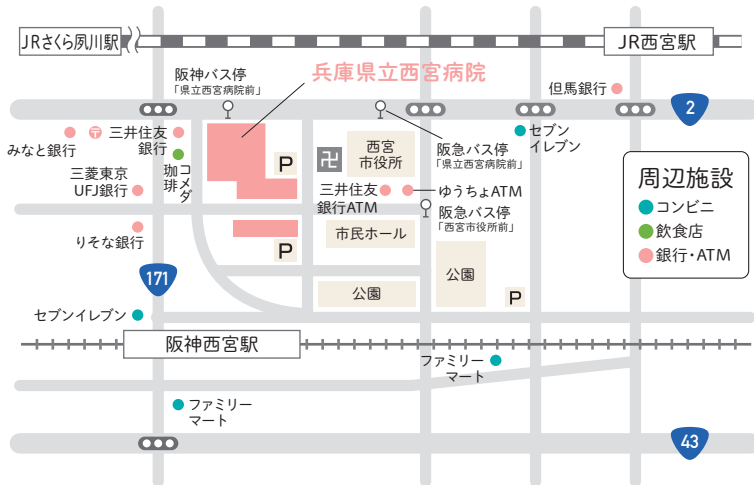 JRさくら夙川駅
JR西宮駅
阪神バス停
「県立西宮病院前」
兵庫県立西宮病院
但馬銀行
2
みなと銀行
〒
三井住友
銀行
コメダ
珈琲
三菱東京
UFJ銀行
りそな銀行
P
卍
西宮
市役所
阪急バス停
「県立西宮病院前」
セブン
イレブン
三井住友
銀行ATM
ゆうちょATM
阪急バス停
「西宮市役所前」
市民ホール
P
公園
公園
P
周辺施設
コンビニ
飲食店
銀行・ATM
171
セブンイレブン
阪神西宮駅
ファミリー
マート
ファミリー
マート
43